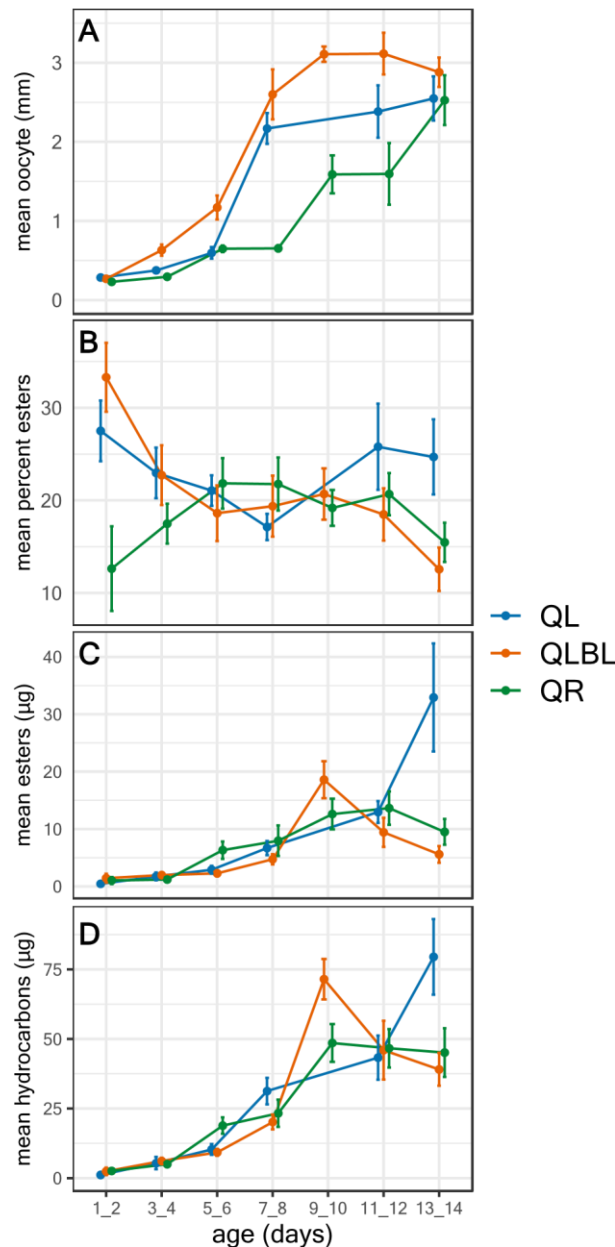 A
mean oocyte (mm)
3
2
1
0
B
mean percent esters
30
20
10
C
mean esters (µg)
40
30
20
10
0
D
mean hydrocarbons (µg)
75
50
25
0
1_2 3_4 5_6 7_8 9_10 11_12 13_14
age (days)
QL
QLBL
QR